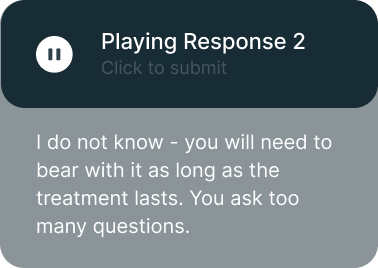 Playing Response 2
Click to submit
I do not know - you will need to
bear with it as long as the
treatment lasts. You ask too
many questions.